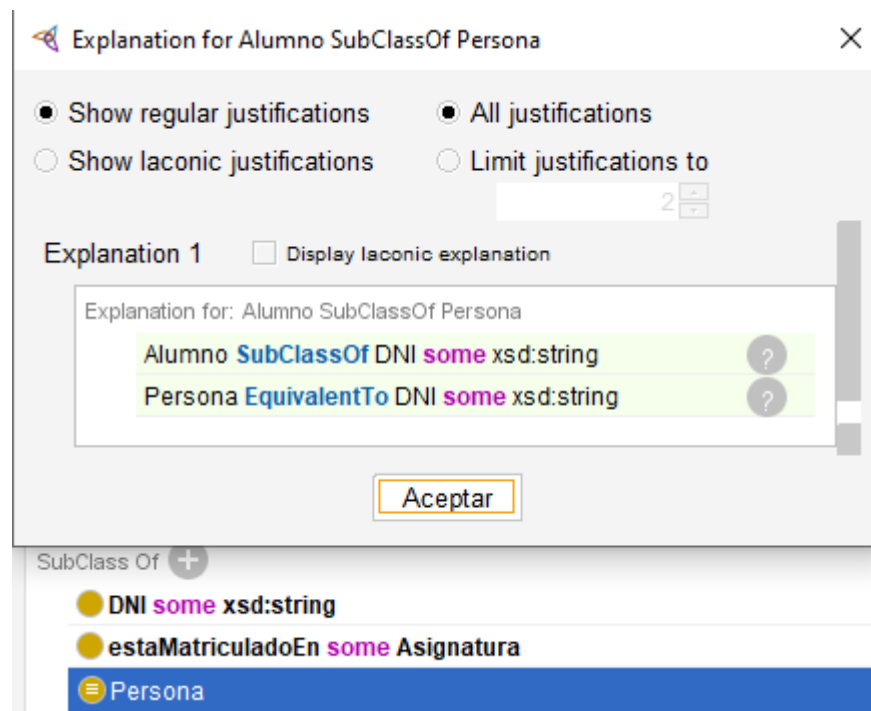 Explanation for Alumno SubClassOf Persona
Show regular justifications
All justifications
Show laconic justifications
Limit justifications to
2
Explanation 1
Display laconic explanation
Explanation for: Alumno SubClassOf Persona
Alumno SubClassOf DNI some xsd:string
?
Persona EquivalentTo DNI some xsd:string
?
Aceptar
SubClass Of
DNI some xsd:string
estaMatriculadoEn some Asignatura
Persona